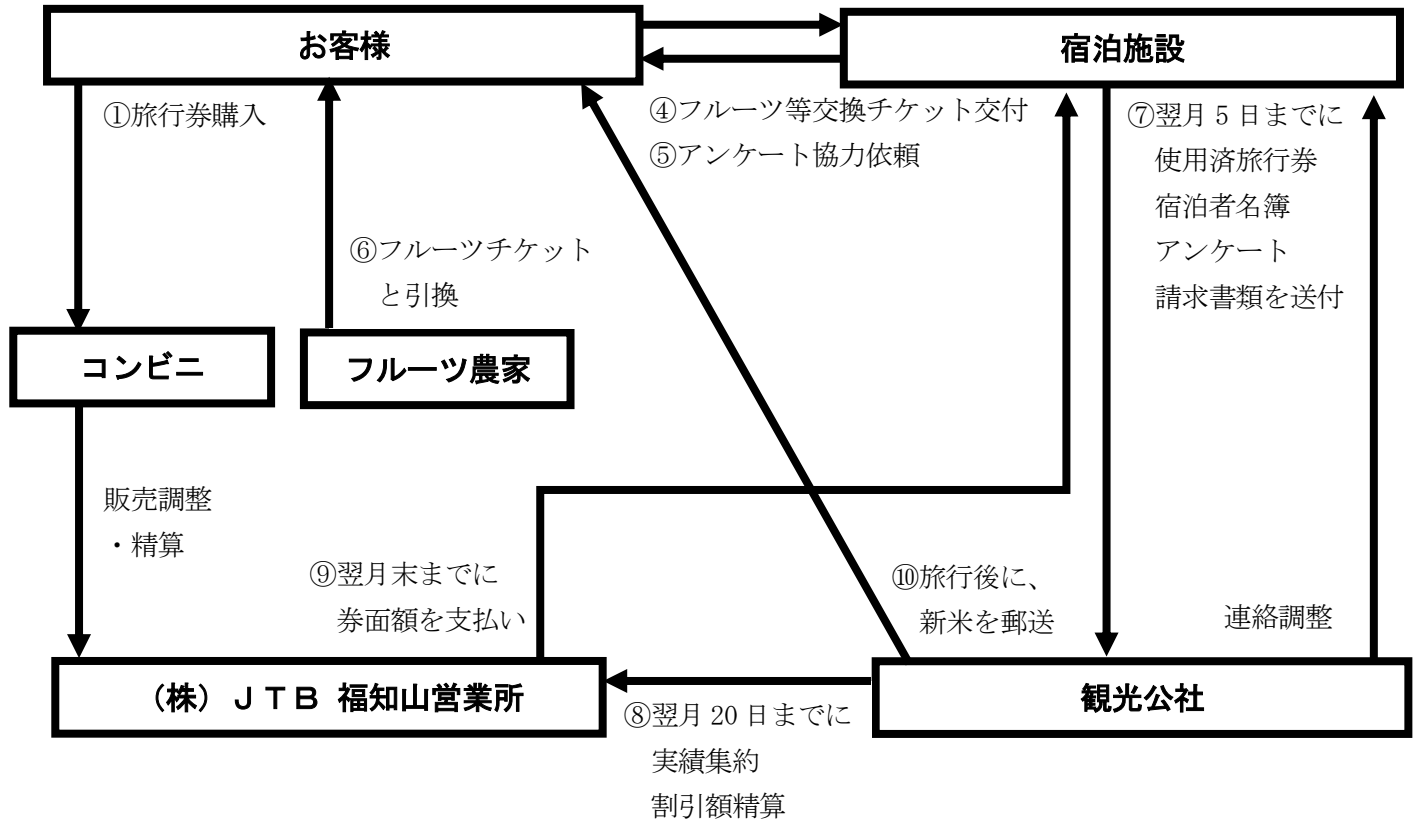 お客様
宿泊施設
①旅行券購入
④フルーツ等交換チケット交付
⑤アンケート協力依頼
⑦翌月5日までに
使用済旅行券
宿泊者名簿
アンケート
請求書類を送付
⑥フルーツチケット
と引換
コンビニ
フルーツ農家
販売調整
・精算
⑨翌月末までに
券面額を支払い
⑩旅行後に、
新米を郵送
連絡調整
(株)JTB 福知山営業所
観光公社
⑧翌月20日までに
実績集約
割引額精算